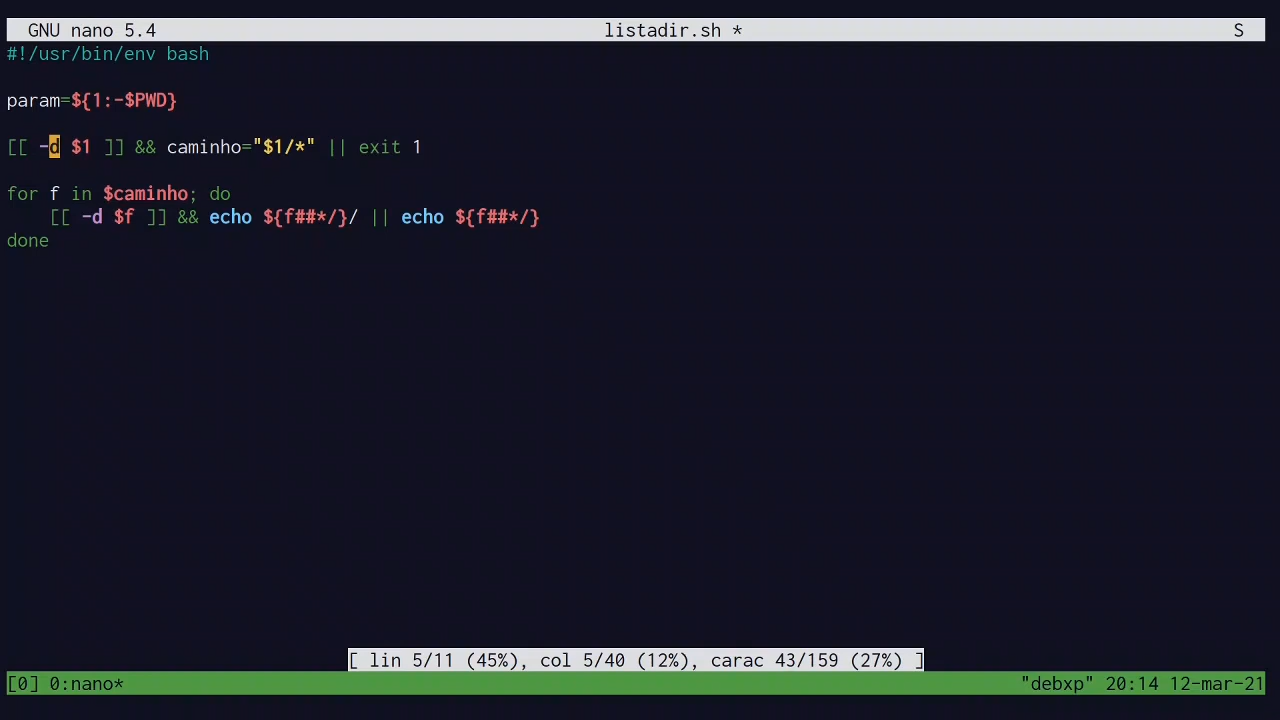 GNU nano 5.4 listadir.sh * S
#!/usr/bin/env bash
param=${1:-$PWD}
[[ -d $1 ]] && caminho="$1/*" || exit 1
for f in $caminho; do
    [[ -d $f ]] && echo ${f##*/}/ || echo ${f##*/}
done
[ lin 5/11 (45%), col 5/40 (12%), carac 43/159 (27%) ]
[0] 0:nano* "debxp" 20:14 12-mar-21